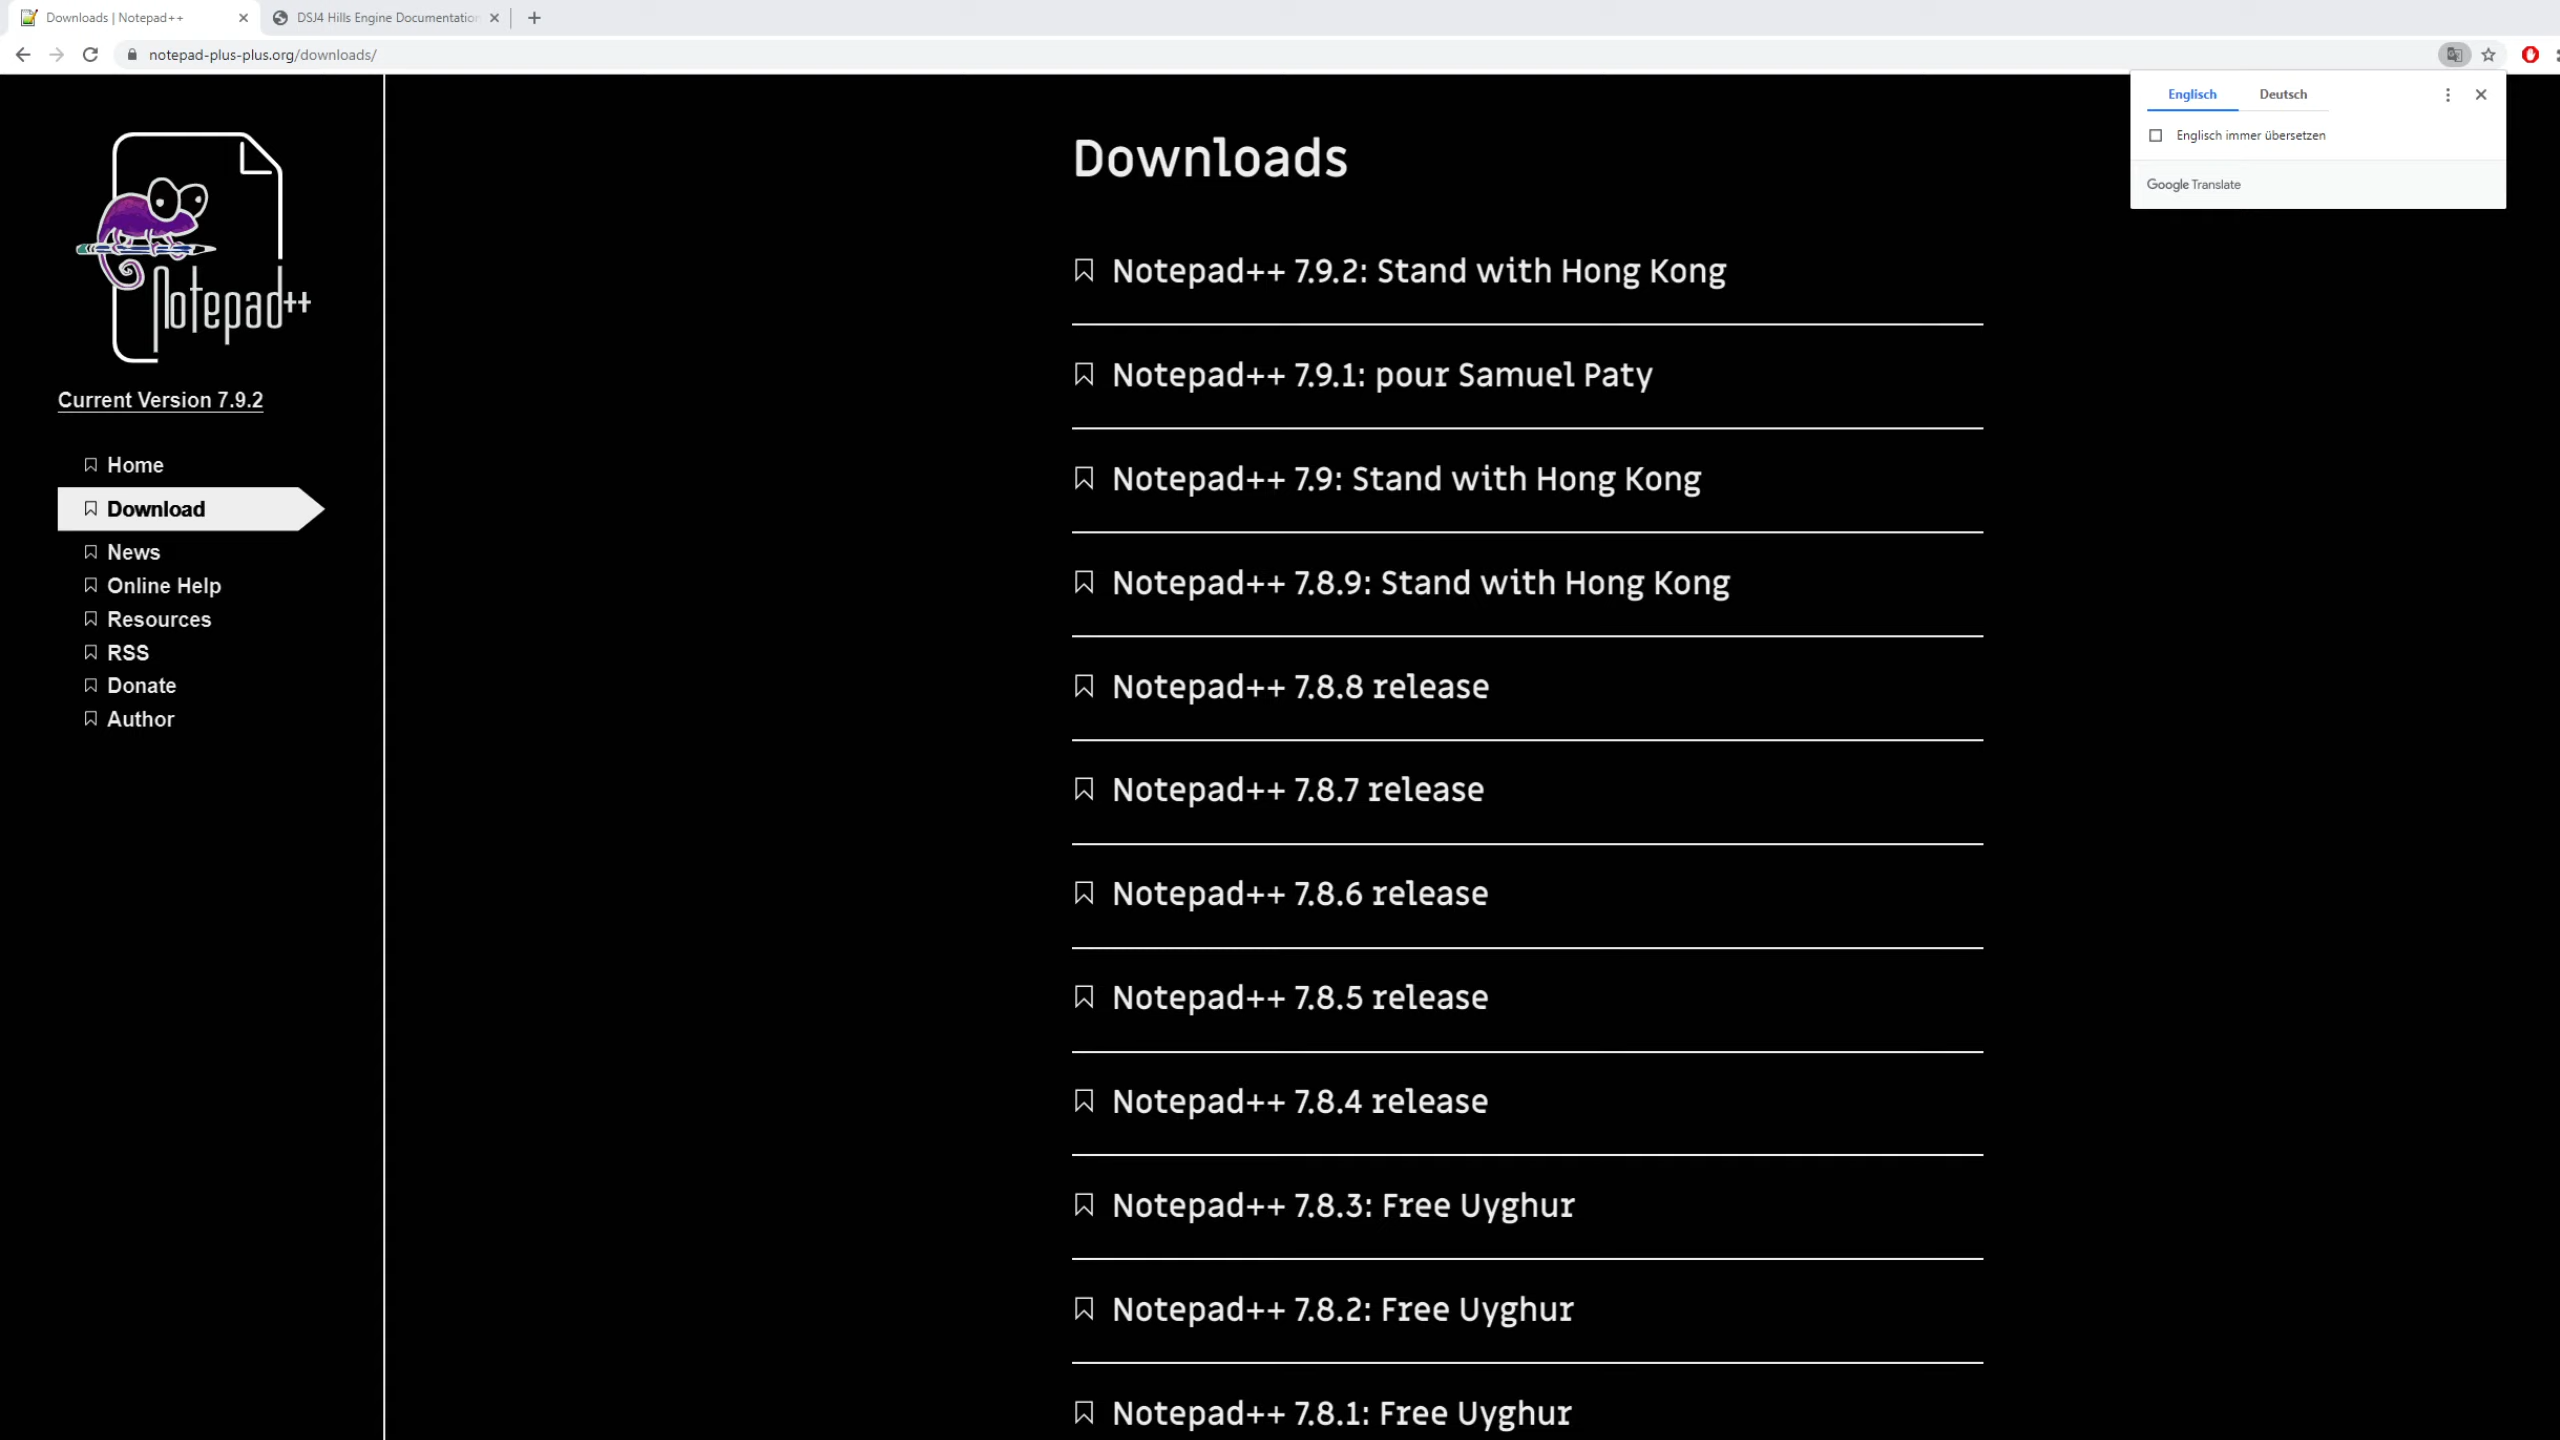 Downloads | Notepad++
DSJ4 Hills Engine Documentation
notepad-plus-plus.org/downloads/
Englisch
Deutsch
Englisch immer übersetzen
Google Translate
Notepad++
Current Version 7.9.2
Home
Download
News
Online Help
Resources
RSS
Donate
Author
Downloads
Notepad++ 7.9.2: Stand with Hong Kong
Notepad++ 7.9.1: pour Samuel Paty
Notepad++ 7.9: Stand with Hong Kong
Notepad++ 7.8.9: Stand with Hong Kong
Notepad++ 7.8.8 release
Notepad++ 7.8.7 release
Notepad++ 7.8.6 release
Notepad++ 7.8.5 release
Notepad++ 7.8.4 release
Notepad++ 7.8.3: Free Uyghur
Notepad++ 7.8.2: Free Uyghur
Notepad++ 7.8.1: Free Uyghur